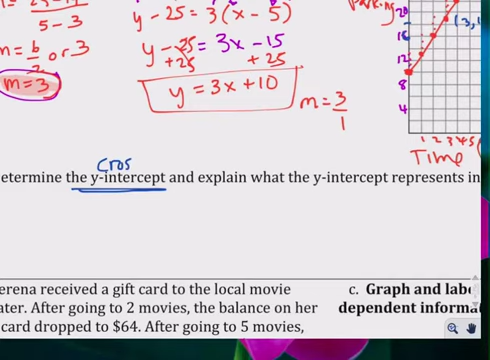 5 - 3
y - 25 = 3(x - 5)
m = 6/2 or 3
y - 25 = 3x - 15
+25 + 25
m = 3
y = 3x + 10
m = 3/1
Parking
20
16
12
8
4
(3,
1 2 3 4 5 (
Time
Cros
etermine the y-intercept and explain what the y-intercept represents in
erena received a gift card to the local movie
ater. After going to 2 movies, the balance on her
card dropped to $64. After going to 5 movies,
c. Graph and lab
dependent informa